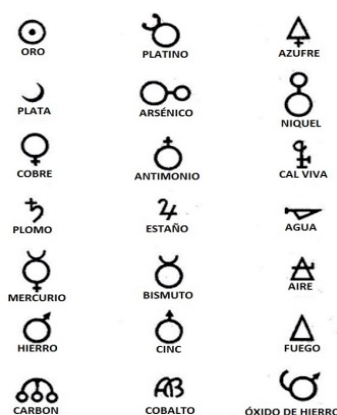 ORO
PLATINO
AZUFRE
PLATA
ARSÉNICO
NIQUEL
COBRE
ANTIMONIO
CAL VIVA
PLOMO
ESTAÑO
AGUA
MERCURIO
BISMUTO
AIRE
HIERRO
CINC
FUEGO
CARBON
COBALTO
ÓXIDO DE HIERRO